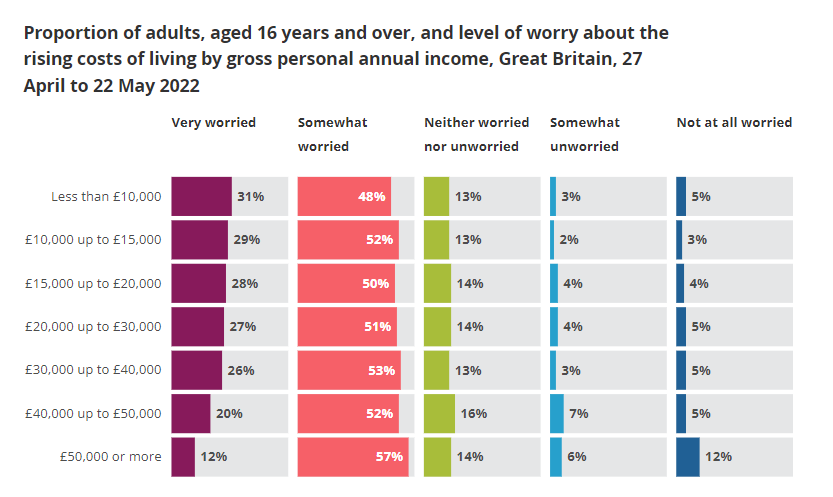 Proportion of adults, aged 16 years and over, and level of worry about the
rising costs of living by gross personal annual income, Great Britain, 27
April to 22 May 2022
Very worried Somewhat worried Neither worried nor unworried Somewhat unworried Not at all worried
Less than £10,000 31% 48% 13% 3% 5%
£10,000 up to £15,000 29% 52% 13% 2% 3%
£15,000 up to £20,000 28% 50% 14% 4% 4%
£20,000 up to £30,000 27% 51% 14% 4% 5%
£30,000 up to £40,000 26% 53% 13% 3% 5%
£40,000 up to £50,000 20% 52% 16% 7% 5%
£50,000 or more 12% 57% 14% 6% 12%